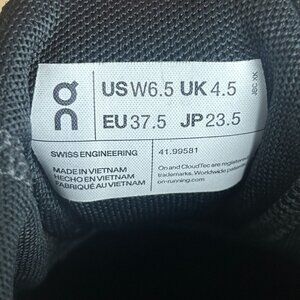 on
US W6.5 UK 4.5
EU 37.5 JP 23.5
SWISS ENGINEERING
MADE IN VIETNAM
HECHO EN VIETNAM
FABRIQUÉ AU VIETNAM
41.99581
On and CloudTec are registered
trademarks. Worldwide
on-running.com